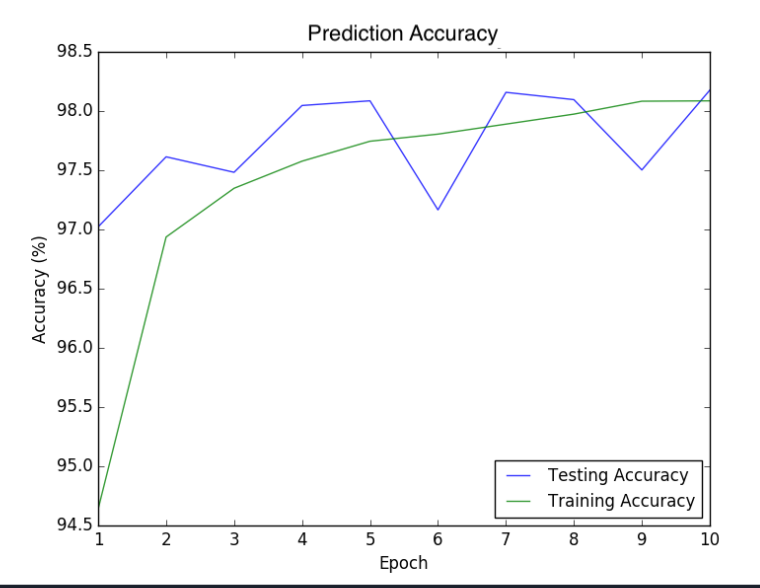 Prediction Accuracy
98.5
98.0
97.5
97.0
96.5
96.0
95.5
95.0
94.5
Accuracy (%)
1 2 3 4 5 6 7 8 9 10
Epoch
Testing Accuracy
Training Accuracy